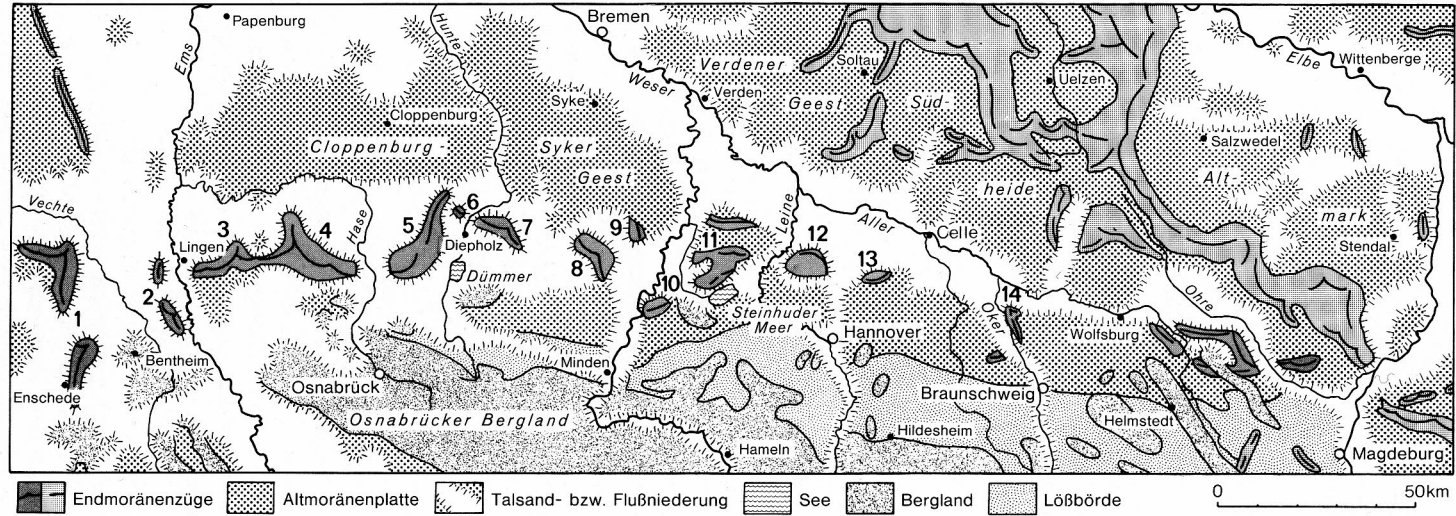 Papenburg
Ems
Hunte
Bremen
Weser
Verdener
Geest
Soltau
Süd-
heide
Uelzen
Elbe
Wittenberge
Cloppenburg
Cloppenburg-
Syke
Syker
Geest
Verden
Salzwedel
Alt-
mark
Stendal
Vechte
Lingen
Hase
Diepholz
Dümmer
Leine
Aller
Celle
Ohre
1
2
3
4
5
6
7
8
9
10
11
12
13
14
Enschede
Bentheim
Osnabrück
Osnabrücker Bergland
Minden
Steinhuder
Meer
Hannover
Oker
Wolfsburg
Braunschweig
Helmstedt
Hildesheim
Hameln
Magdeburg
Endmoränenzüge
Altmoränenplatte
Talsand- bzw. Flußniederung
See
Bergland
Lößbörde
0
50km